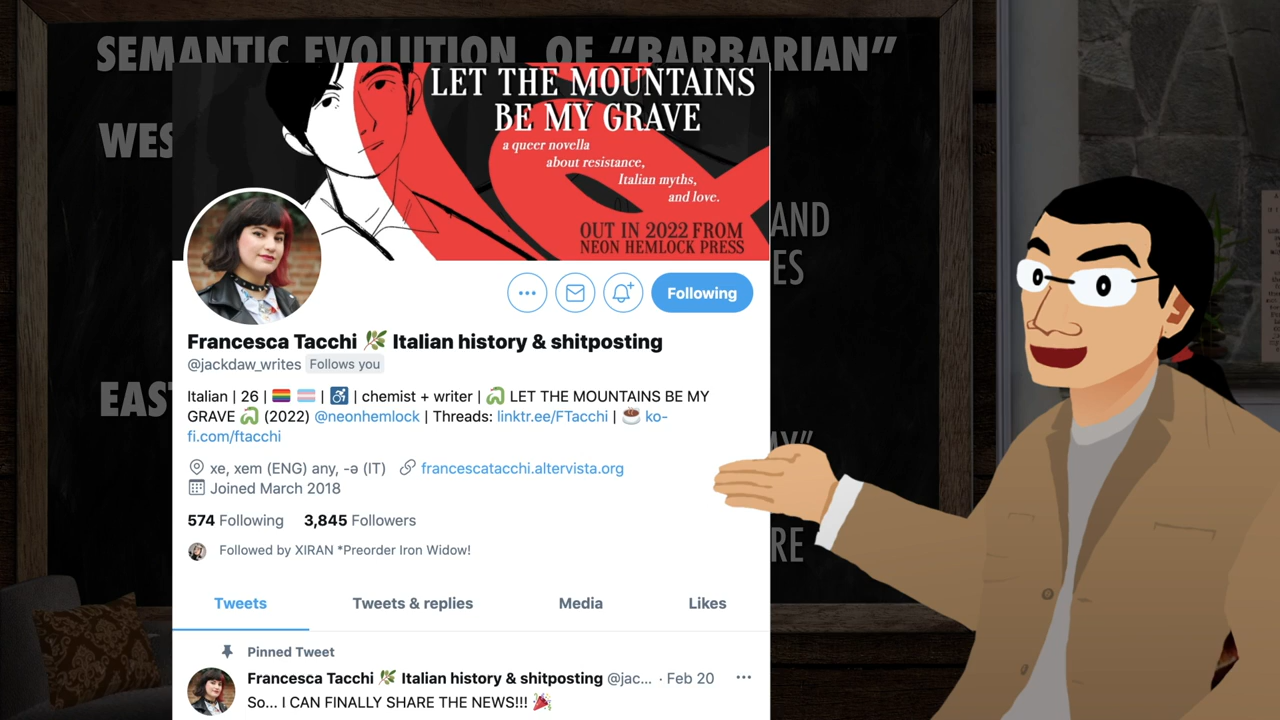 SEMANTIC EVOLUTION OF “BARBARIAN”
WES
AND
ES
EAST
MY”
RE
LET THE MOUNTAINS
BE MY GRAVE
a queer novella
about resistance,
Italian myths,
and love.
OUT IN 2022 FROM
NEON HEMLOCK PRESS
Following
Francesca Tacchi 🌿 Italian history & shitposting
@jackdaw_writes Follows you
Italian | 26 | 🏳️‍🌈 🏳️‍⚧️ | ♿ | chemist + writer | 🐍 LET THE MOUNTAINS BE MY
GRAVE 🐍 (2022) @neonhemlock | Threads: linktr.ee/FTacchi | ☕ ko-
fi.com/ftacchi
xe, xem (ENG) any, -ə (IT) francescatacchi.altervista.org
Joined March 2018
574 Following 3,845 Followers
Followed by XIRAN *Preorder Iron Widow!
Tweets Tweets & replies Media Likes
Pinned Tweet
Francesca Tacchi 🌿 Italian history & shitposting @jac... · Feb 20
So... I CAN FINALLY SHARE THE NEWS!!! 🎉